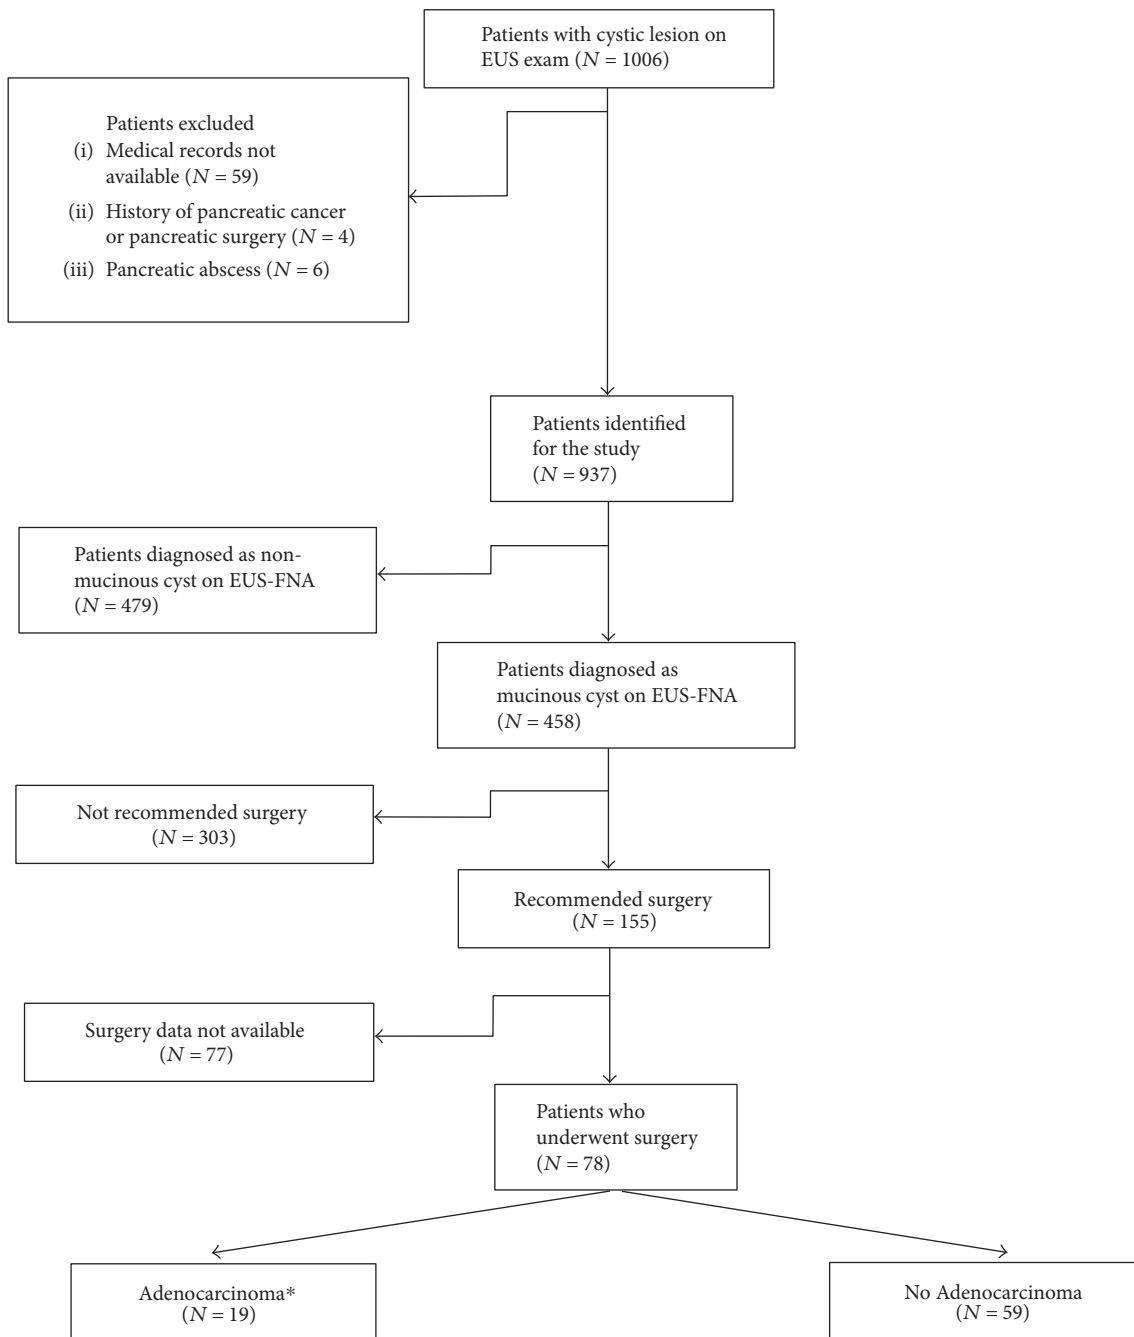 Patients with cystic lesion on
EUS exam (N = 1006)
Patients excluded
(i) Medical records not
available (N = 59)
(ii) History of pancreatic cancer
or pancreatic surgery (N = 4)
(iii) Pancreatic abscess (N = 6)
Patients identified
for the study
(N = 937)
Patients diagnosed as non-
mucinous cyst on EUS-FNA
(N = 479)
Patients diagnosed as
mucinous cyst on EUS-FNA
(N = 458)
Not recommended surgery
(N = 303)
Recommended surgery
(N = 155)
Surgery data not available
(N = 77)
Patients who
underwent surgery
(N = 78)
Adenocarcinoma*
(N = 19)
No Adenocarcinoma
(N = 59)